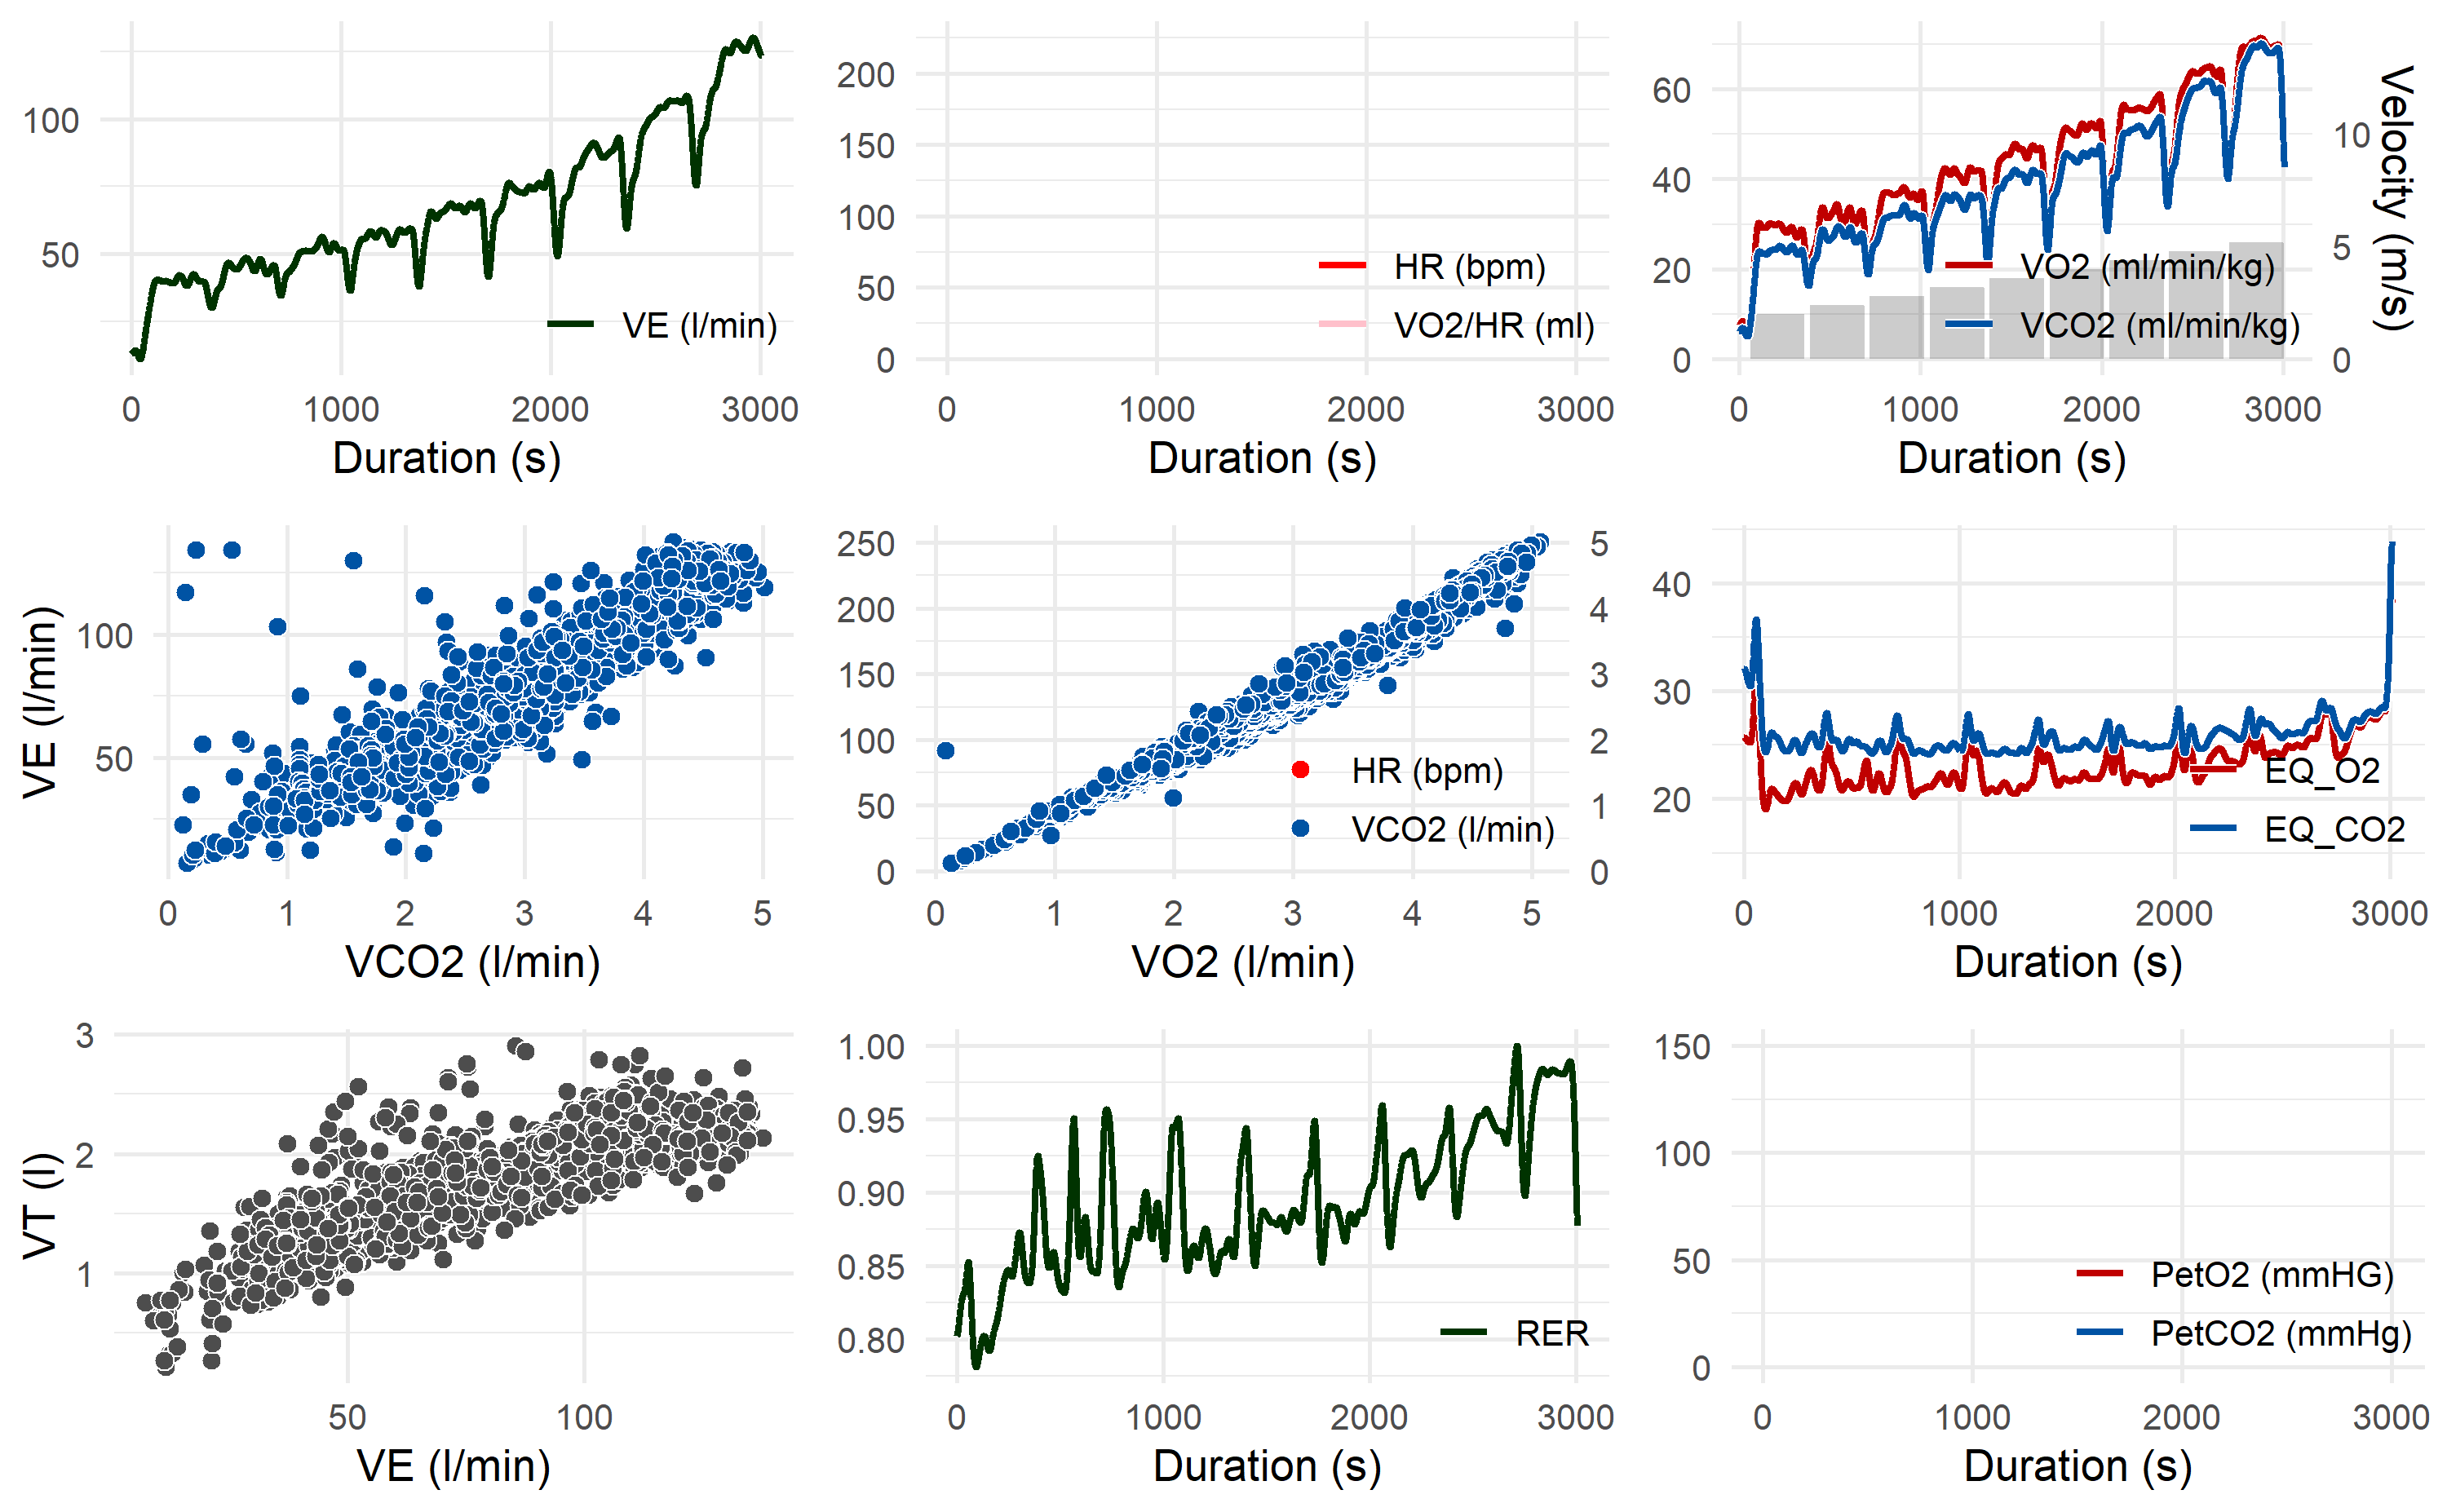 100
50
VE (l/min)
0 1000 2000 3000
Duration (s)
200
150
100
50
0
HR (bpm)
VO2/HR (ml)
0 1000 2000 3000
Duration (s)
60
40
20
0
VO2 (ml/min/kg)
VCO2 (ml/min/kg)
10
5
0
Velocity (m/s)
0 1000 2000 3000
Duration (s)
VE (l/min)
100
50
0 1 2 3 4 5
VCO2 (l/min)
250
200
150
100
50
0
HR (bpm)
VCO2 (l/min)
5
4
3
2
1
0
0 1 2 3 4 5
VO2 (l/min)
40
30
20
EQ_O2
EQ_CO2
0 1000 2000 3000
Duration (s)
VT (l)
3
2
1
50 100
VE (l/min)
1.00
0.95
0.90
0.85
0.80
RER
0 1000 2000 3000
Duration (s)
150
100
50
0
PetO2 (mmHG)
PetCO2 (mmHg)
0 1000 2000 3000
Duration (s)